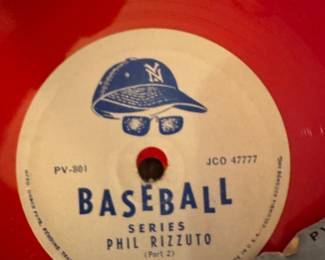 NY
PV-801
JCO 47777
BASEBALL
SERIES
PHIL RIZZUTO
(Part 2)